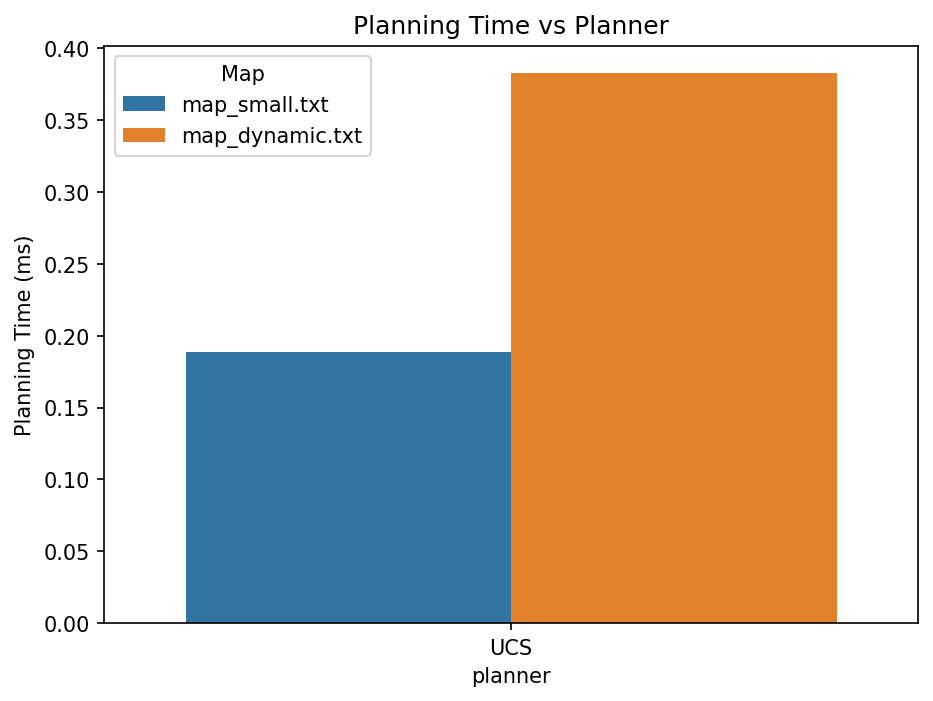 Planning Time vs Planner
Map
map_small.txt
map_dynamic.txt
Planning Time (ms)
0.40
0.35
0.30
0.25
0.20
0.15
0.10
0.05
0.00
UCS
planner